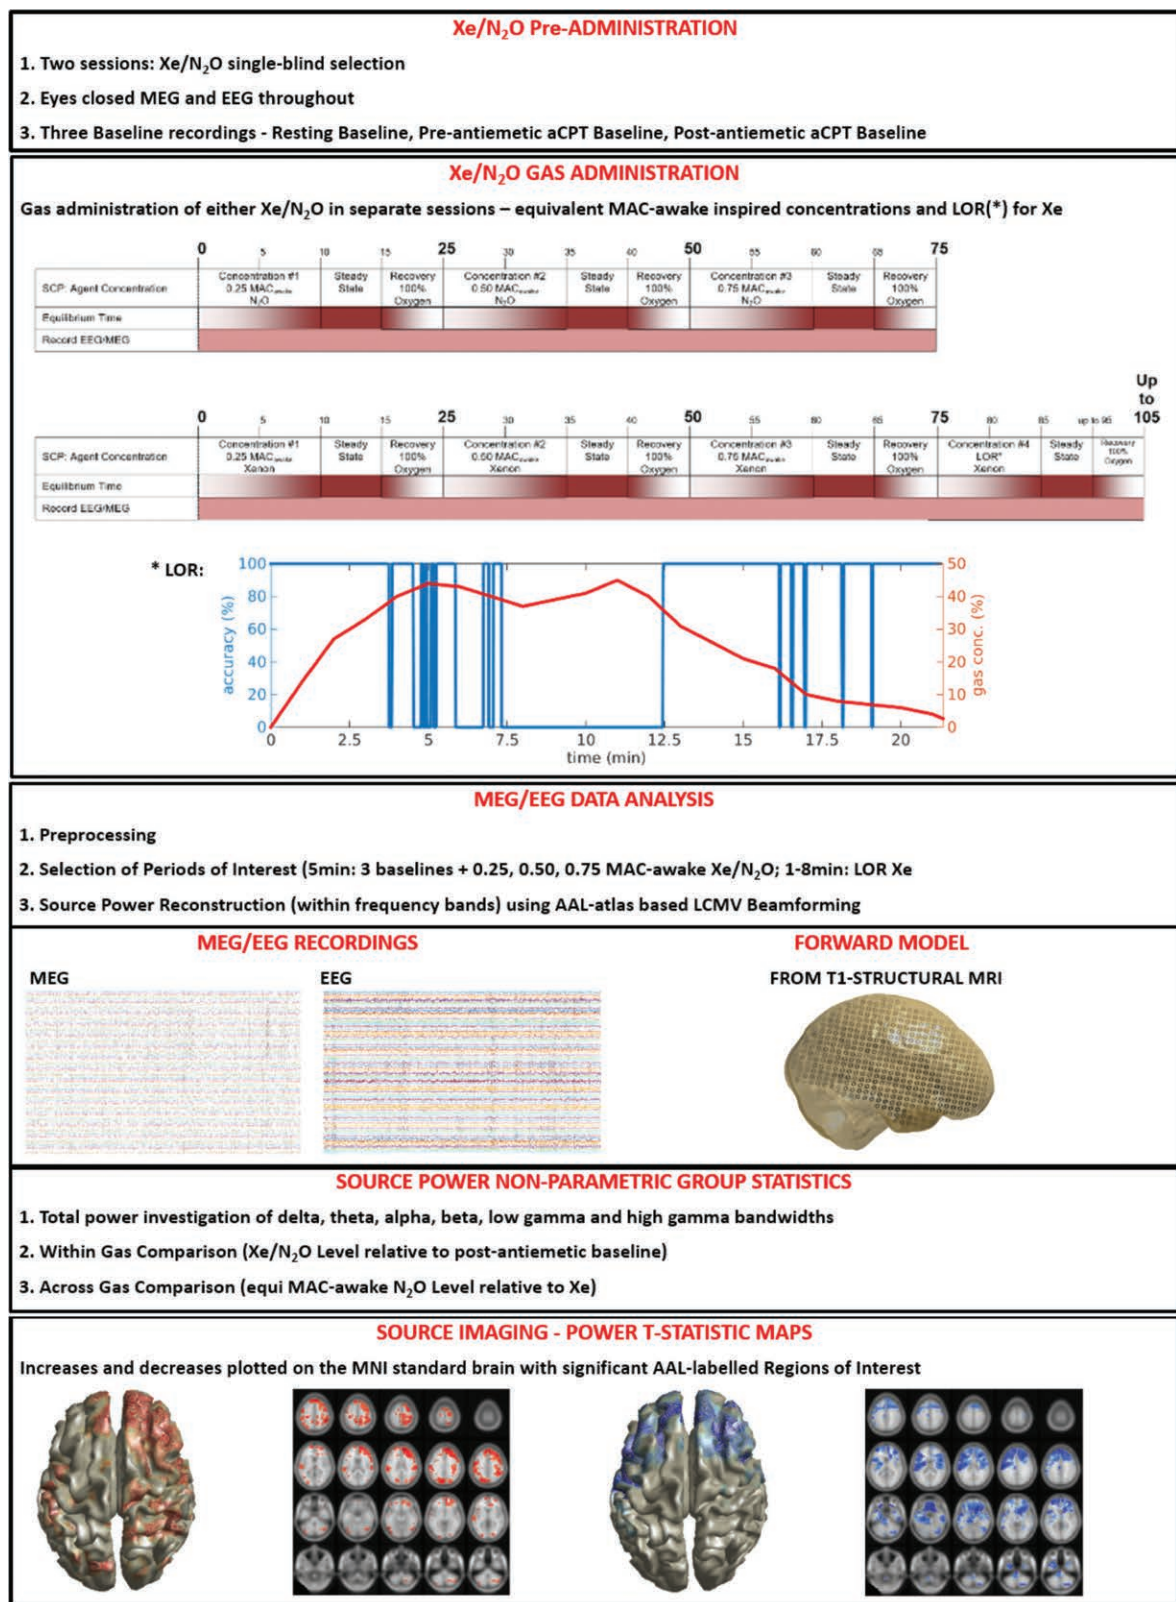 Xe/N₂O Pre-ADMINISTRATION
1. Two sessions: Xe/N₂O single-blind selection
2. Eyes closed MEG and EEG throughout
3. Three Baseline recordings - Resting Baseline, Pre-antiemetic aCPT Baseline, Post-antiemetic aCPT Baseline
Xe/N₂O GAS ADMINISTRATION
Gas administration of either Xe/N₂O in separate sessions – equivalent MAC-awake inspired concentrations and LOR(*) for Xe
0 5 10 15 25 30 35 40 50 55 60 65 75
SCP: Agent Concentration
Concentration #1 0.25 MACawake N₂O
Steady State
Recovery 100% Oxygen
Concentration #2 0.50 MACawake N₂O
Steady State
Recovery 100% Oxygen
Concentration #3 0.75 MACawake N₂O
Steady State
Recovery 100% Oxygen
Equilibrium Time
Record EEG/MEG
Up to 105
0 5 10 15 25 30 35 40 50 55 60 65 75 80 85 up to 95
SCP: Agent Concentration
Concentration #1 0.25 MACawake Xenon
Steady State
Recovery 100% Oxygen
Concentration #2 0.50 MACawake Xenon
Steady State
Recovery 100% Oxygen
Concentration #3 0.75 MACawake Xenon
Steady State
Recovery 100% Oxygen
Concentration #4 LOR* Xenon
Steady State
Recovery 100% Oxygen
Equilibrium Time
Record EEG/MEG
* LOR:
accuracy (%)
100
80
60
40
20
0
gas conc. (%)
50
40
30
20
10
0
0 2.5 5 7.5 10 12.5 15 17.5 20
time (min)
MEG/EEG DATA ANALYSIS
1. Preprocessing
2. Selection of Periods of Interest (5min: 3 baselines + 0.25, 0.50, 0.75 MAC-awake Xe/N₂O; 1-8min: LOR Xe
3. Source Power Reconstruction (within frequency bands) using AAL-atlas based LCMV Beamforming
MEG/EEG RECORDINGS
MEG
EEG
FORWARD MODEL
FROM T1-STRUCTURAL MRI
SOURCE POWER NON-PARAMETRIC GROUP STATISTICS
1. Total power investigation of delta, theta, alpha, beta, low gamma and high gamma bandwidths
2. Within Gas Comparison (Xe/N₂O Level relative to post-antiemetic baseline)
3. Across Gas Comparison (equi MAC-awake N₂O Level relative to Xe)
SOURCE IMAGING - POWER T-STATISTIC MAPS
Increases and decreases plotted on the MNI standard brain with significant AAL-labelled Regions of Interest